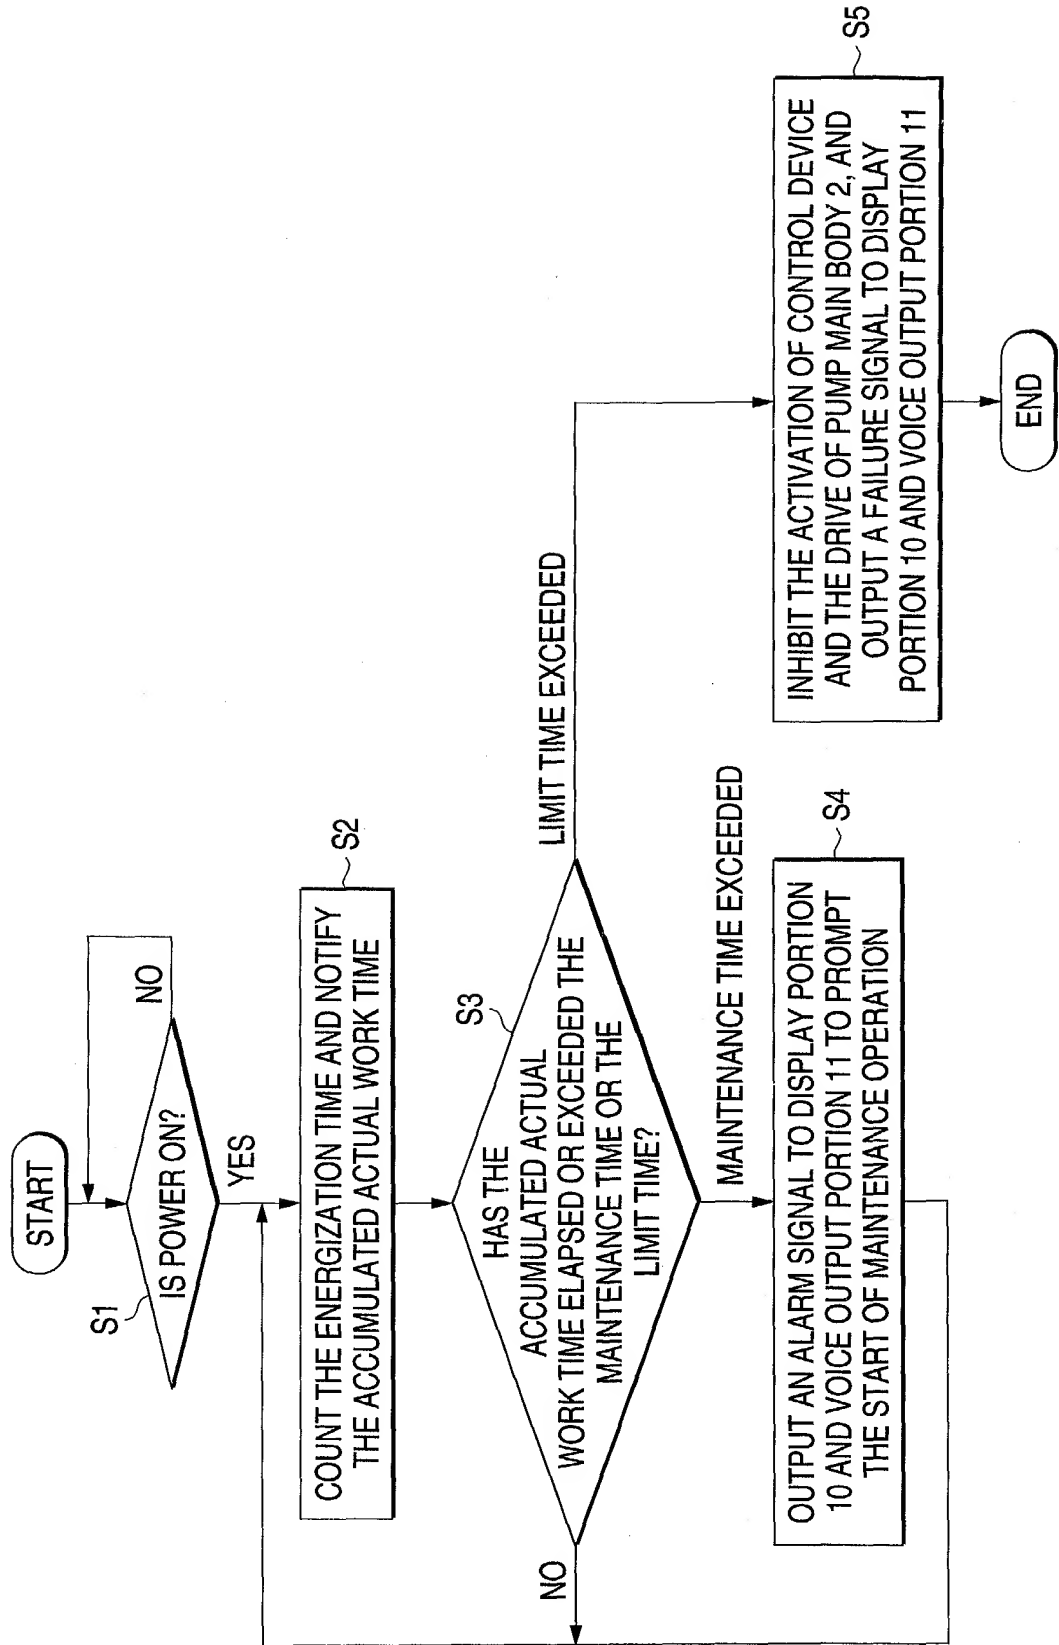 START
S1
IS POWER ON?
NO
YES
COUNT THE ENERGIZATION TIME AND NOTIFY
THE ACCUMULATED ACTUAL WORK TIME
S2
S3
HAS THE
ACCUMULATED ACTUAL
WORK TIME ELAPSED OR EXCEEDED THE
MAINTENANCE TIME OR THE
LIMIT TIME?
NO
LIMIT TIME EXCEEDED
MAINTENANCE TIME EXCEEDED
OUTPUT AN ALARM SIGNAL TO DISPLAY PORTION
10 AND VOICE OUTPUT PORTION 11 TO PROMPT
THE START OF MAINTENANCE OPERATION
S4
INHIBIT THE ACTIVATION OF CONTROL DEVICE
AND THE DRIVE OF PUMP MAIN BODY 2, AND
OUTPUT A FAILURE SIGNAL TO DISPLAY
PORTION 10 AND VOICE OUTPUT PORTION 11
S5
END